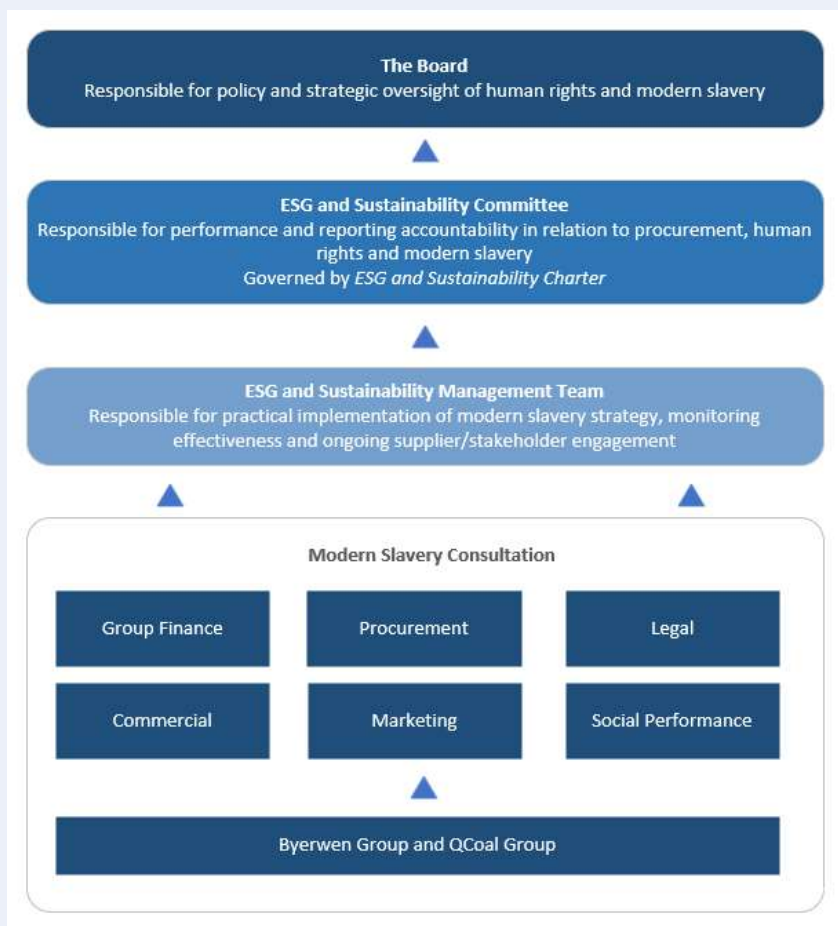 The Board
Responsible for policy and strategic oversight of human rights and modern slavery
ESG and Sustainability Committee
Responsible for performance and reporting accountability in relation to procurement, human
rights and modern slavery
Governed by ESG and Sustainability Charter
ESG and Sustainability Management Team
Responsible for practical implementation of modern slavery strategy, monitoring
effectiveness and ongoing supplier/stakeholder engagement
Modern Slavery Consultation
Group Finance
Procurement
Legal
Commercial
Marketing
Social Performance
Byerwen Group and QCoal Group